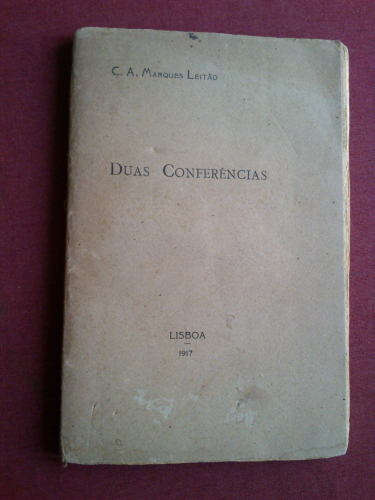 C. A. Marques Leitão
Duas Conferências
LISBOA
1917